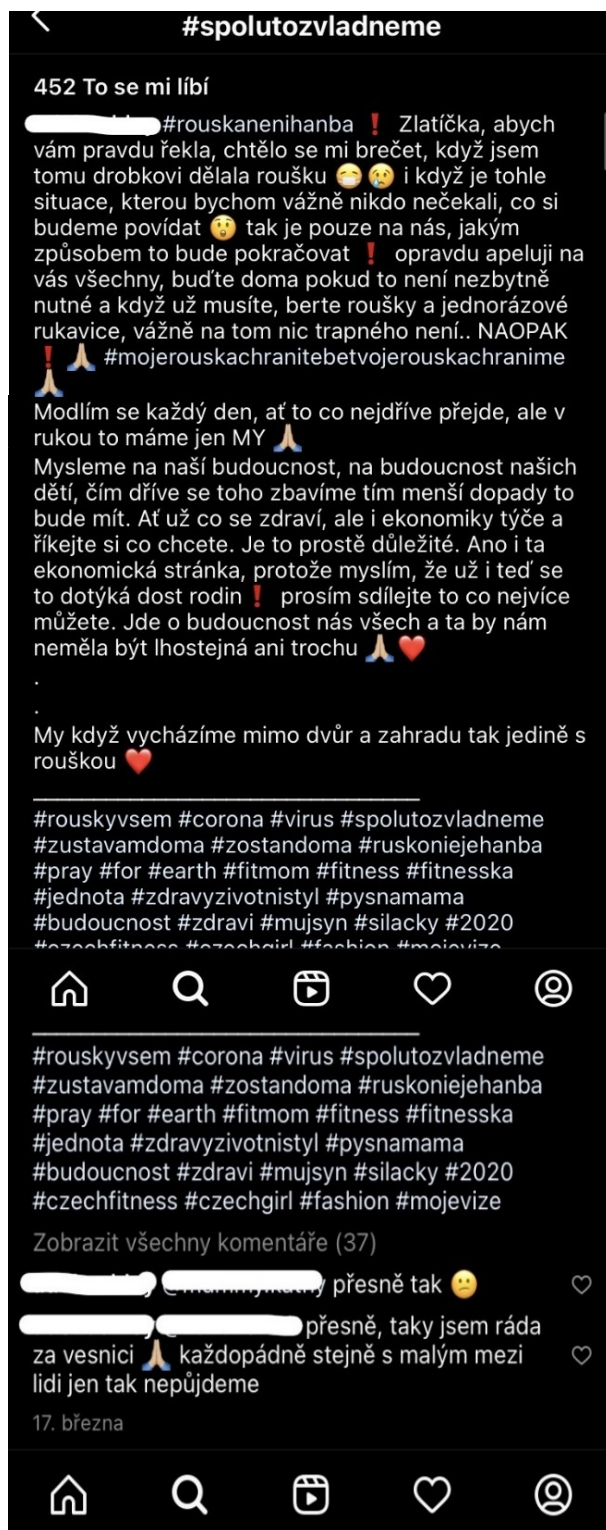 #spolutozvladneme
452 To se mi líbí
#rouskanenihanba ❗ Zlatíčka, abych
vám pravdu řekla, chtělo se mi brečet, když jsem
tomu drobkovi dělala roušku 😷😢 i když je tohle
situace, kterou bychom vážně nikdo nečekali, co si
budeme povídat 😲 tak je pouze na nás, jakým
způsobem to bude pokračovat ❗ opravdu apeluji na
vás všechny, buďte doma pokud to není nezbytně
nutné a když už musíte, berte roušky a jednorázové
rukavice, vážně na tom nic trapného není.. NAOPAK
❗🙏🏼 #mojerouskachranitebetvojerouskachranime
🙏🏼
Modlím se každý den, ať to co nejdříve přejde, ale v
rukou to máme jen MY 🙏🏼
Mysleme na naší budoucnost, na budoucnost našich
dětí, čím dříve se toho zbavíme tím menší dopady to
bude mít. Ať už co se zdraví, ale i ekonomiky týče a
říkejte si co chcete. Je to prostě důležité. Ano i ta
ekonomická stránka, protože myslím, že už i teď se
to dotýká dost rodin ❗ prosím sdílejte to co nejvíce
můžete. Jde o budoucnost nás všech a ta by nám
neměla být lhostejná ani trochu 🙏🏼❤️
.
.
My když vycházíme mimo dvůr a zahradu tak jedině s
rouškou ❤️
#rouskyvsem #corona #virus #spolutozvladneme
#zustavamdoma #zostandoma #ruskoniejehanba
#pray #for #earth #fitmom #fitness #fitnesska
#jednota #zdravyzivotnistyl #pysnamama
#budoucnost #zdravi #mujsyn #silacky #2020
#czechfitness #czechgirl #fashion #mojevize
#rouskyvsem #corona #virus #spolutozvladneme
#zustavamdoma #zostandoma #ruskoniejehanba
#pray #for #earth #fitmom #fitness #fitnesska
#jednota #zdravyzivotnistyl #pysnamama
#budoucnost #zdravi #mujsyn #silacky #2020
#czechfitness #czechgirl #fashion #mojevize
Zobrazit všechny komentáře (37)
přesně tak 😕
přesně, taky jsem ráda
za vesnici 🙏🏼 každopádně stejně s malým mezi
lidi jen tak nepůjdeme
17. března